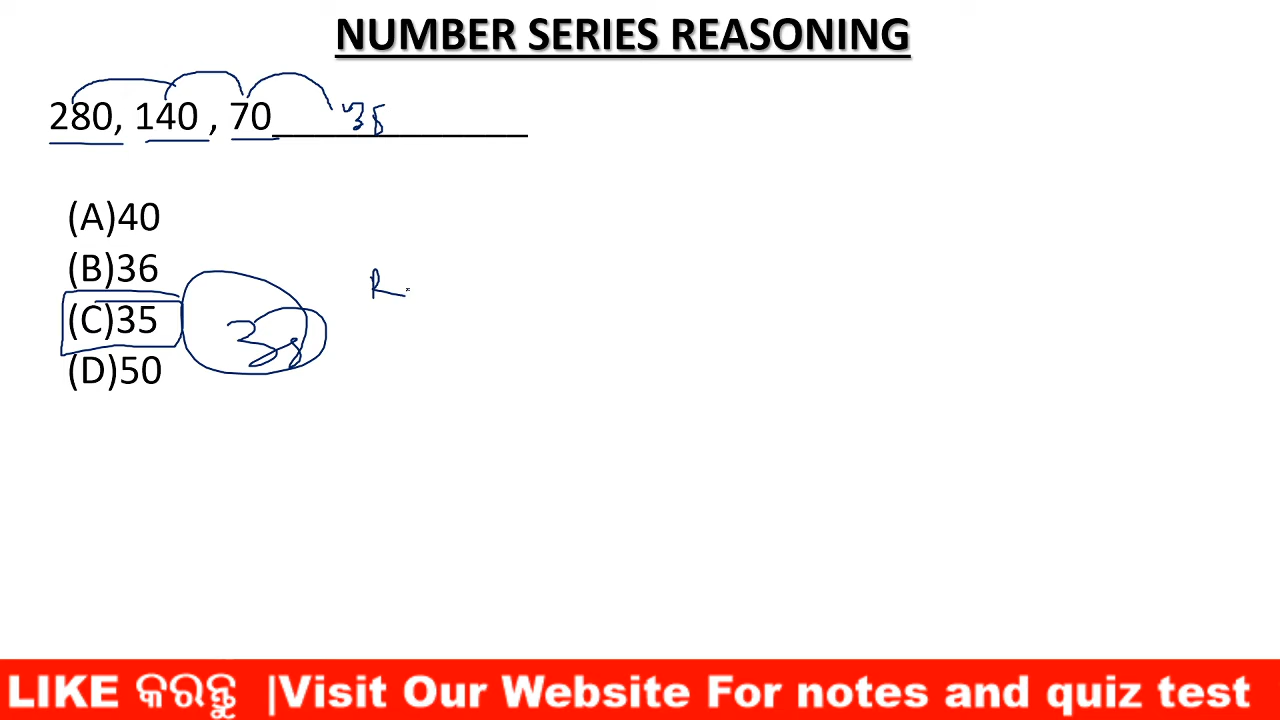 NUMBER SERIES REASONING
280, 140 , 70______________ 35
(A)40
(B)36
(C)35
35
R
(D)50
LIKE କରନ୍ତୁ |Visit Our Website For notes and quiz test